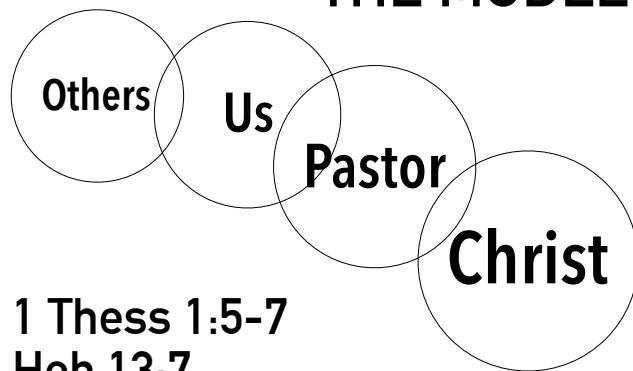 THE MODEL
Others
Us
Pastor
Christ
1 Thess 1:5-7
Heb 13:7